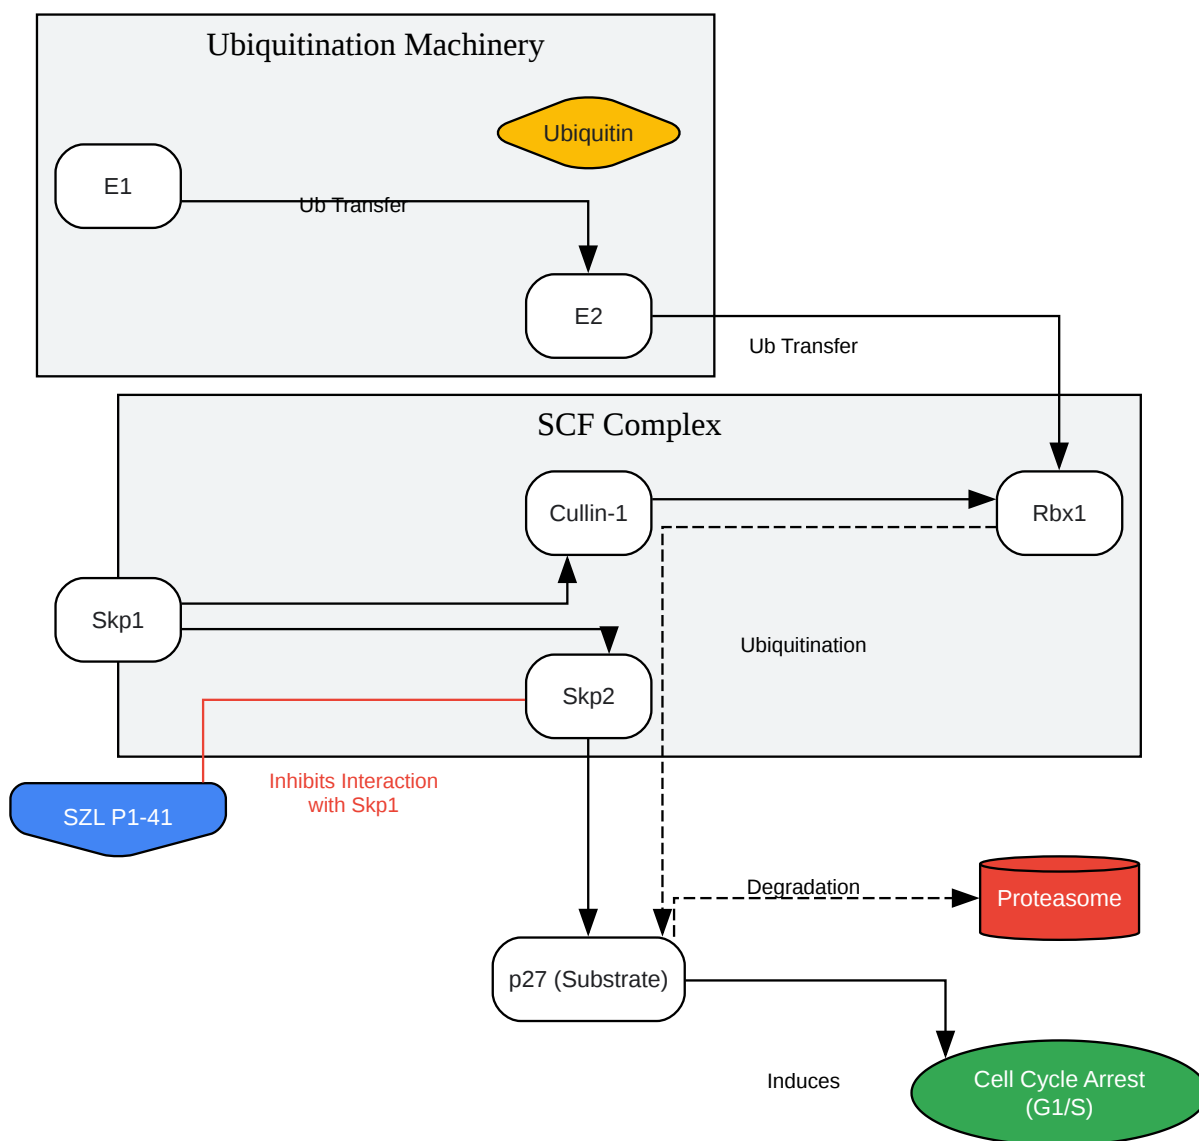 Ubiquitination Machinery
Ubiquitin
E1
Ub Transfer
E2
Ub Transfer
SCF Complex
Cullin-1
Rbx1
Skp1
Ubiquitination
Skp2
Inhibits Interaction
with Skp1
SZL P1-41
Degradation
Proteasome
p27 (Substrate)
Induces
Cell Cycle Arrest
(G1/S)